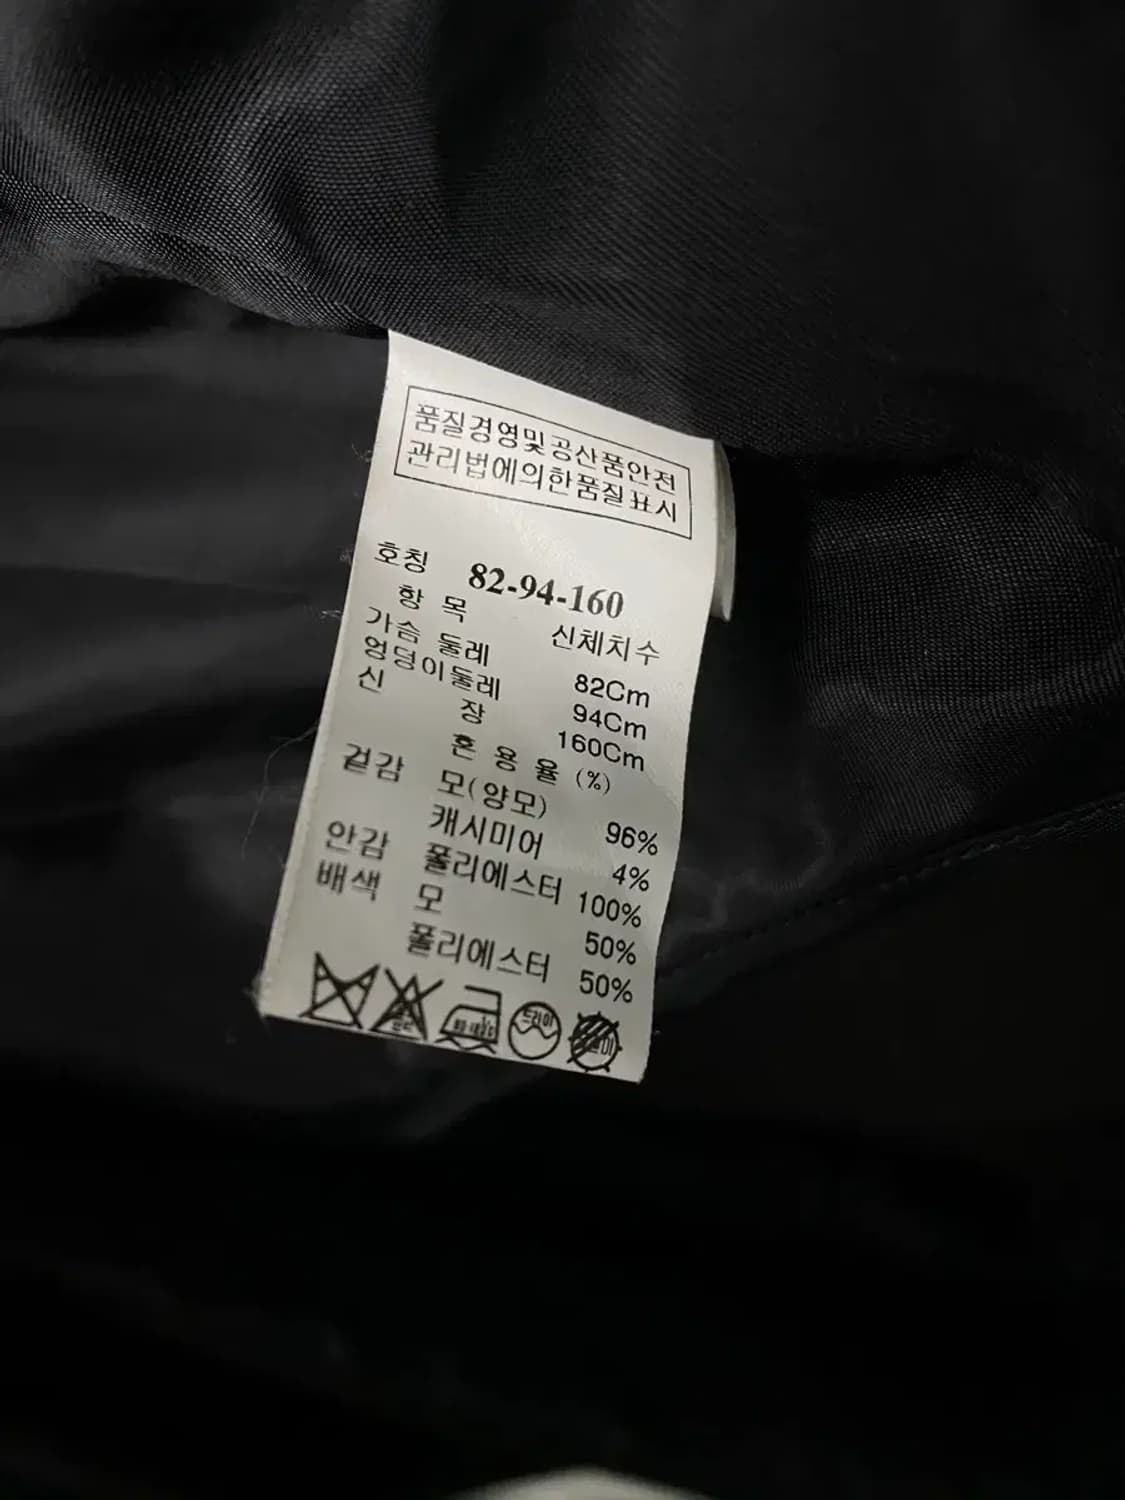 품질경영및공산품안전
관리법에의한품질표시
호칭 82-94-160
항 목 신체치수
가슴 둘레 82Cm
엉덩이둘레 94Cm
신 장 160Cm
혼 용 율 (%)
겉감 모(양모) 96%
캐시미어 4%
안감 폴리에스터 100%
배색 모 50%
폴리에스터 50%
드라이